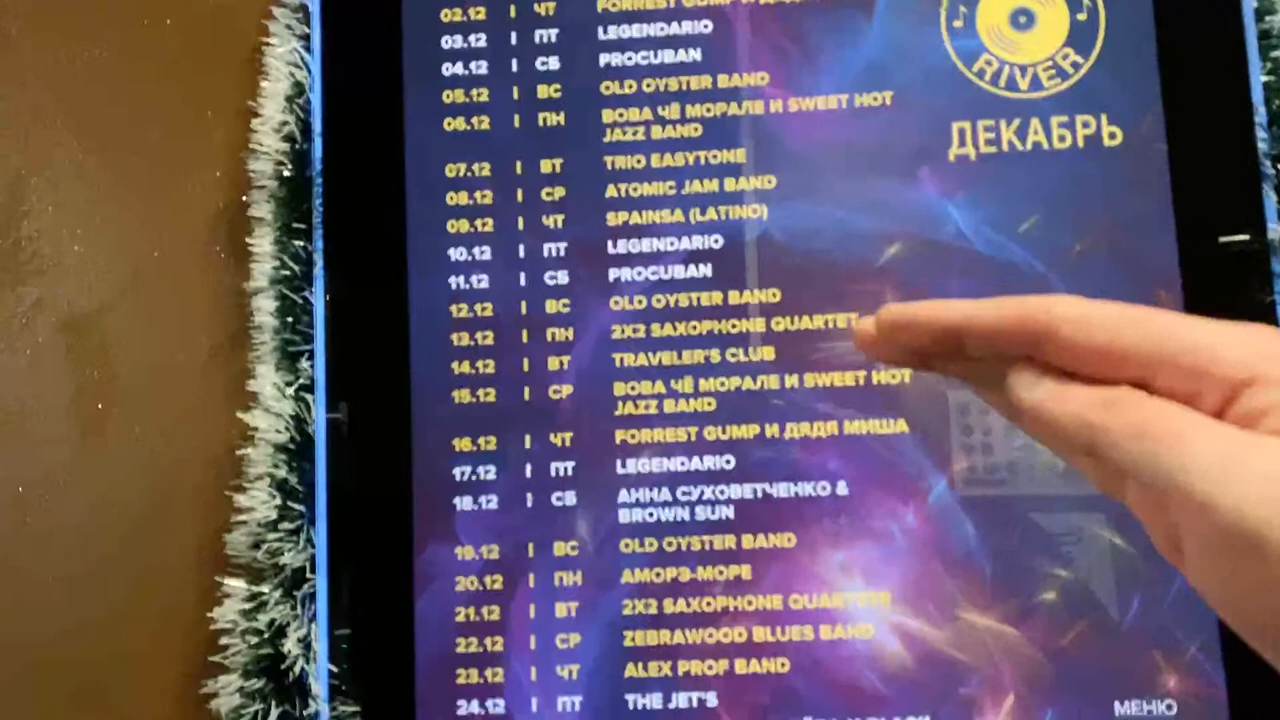 02.12 | ЧТ FORREST GUMP И
03.12 | ПТ LEGENDARIO
04.12 | СБ PROCUBAN
05.12 | ВС OLD OYSTER BAND
06.12 | ПН ВОВА ЧЁ МОРАЛЕ И SWEET HOT
JAZZ BAND
07.12 | ВТ TRIO EASYTONE
08.12 | СР ATOMIC JAM BAND
09.12 | ЧТ SPAINSA (LATINO)
10.12 | ПТ LEGENDARIO
11.12 | СБ PROCUBAN
12.12 | ВС OLD OYSTER BAND
13.12 | ПН 2X2 SAXOPHONE QUARTET
14.12 | ВТ TRAVELER'S CLUB
15.12 | СР ВОВА ЧЁ МОРАЛЕ И SWEET HOT
JAZZ BAND
16.12 | ЧТ FORREST GUMP И ДЯДЯ МИША
17.12 | ПТ LEGENDARIO
18.12 | СБ АННА СУХОВЕТЧЕНКО &
BROWN SUN
19.12 | ВС OLD OYSTER BAND
20.12 | ПН АМОРЭ-МОРЕ
21.12 | ВТ 2X2 SAXOPHONE
22.12 | СР ZEBRAWOOD BLUES BAND
23.12 | ЧТ ALEX PROF BAND
24.12 | ПТ THE JET'S
RIVER
ДЕКАБРЬ
МЕНЮ